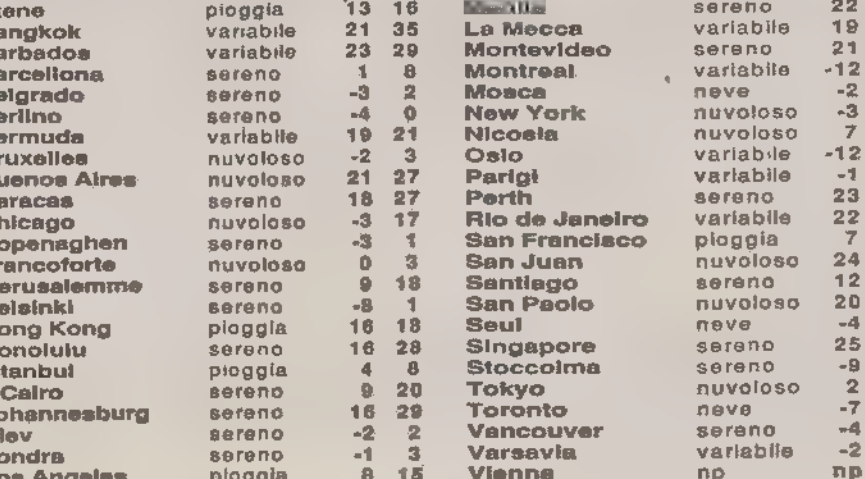 tene pioggia 13 16
angkok variabile 21 35
arbados variabile 23 29
arcellona sereno 1 8
elgrado sereno -3 2
erlino sereno -4 0
ermuda variabile 19 21
ruxelles nuvoloso -2 3
uenos Aires nuvoloso 21 27
aracas sereno 18 27
hicago nuvoloso -3 17
openaghen sereno -3 1
rancoforte nuvoloso 0 3
erusalemme sereno 9 18
elsinki sereno -8 1
ong Kong pioggia 16 18
onolulu sereno 16 28
stanbul pioggia 4 8
Cairo sereno 9 20
ohannesburg sereno 16 29
iev sereno -2 2
ondra sereno -1 3
os Angeles pioggia 8 15
sereno 22
La Mecca variabile 19
Montevideo sereno 21
Montreal variabile -12
Mosca neve -2
New York nuvoloso -3
Nicosia nuvoloso 7
Oslo variabile -12
Parigi variabile -1
Perth sereno 23
Rio de Janeiro variabile 22
San Francisco pioggia 7
San Juan nuvoloso 24
Santiago sereno 12
San Paolo nuvoloso 20
Seul neve -4
Singapore sereno 25
Stoccolma sereno -9
Tokyo nuvoloso 2
Toronto neve -7
Vancouver sereno -4
Varsavia variabile -2
Vienna np np